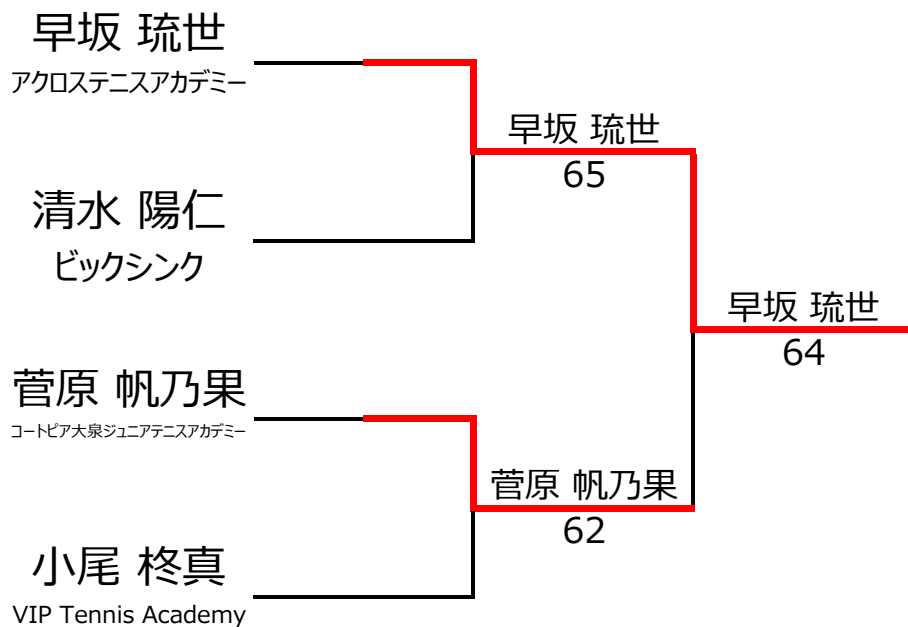 早坂 琉世
アクロステニスアカデミー
清水 陽仁
ビックシンク
菅原 帆乃果
コートピア大泉ジュニアテニスアカデミー
小尾 柊真
VIP Tennis Academy
早坂 琉世
65
菅原 帆乃果
62
早坂 琉世
64